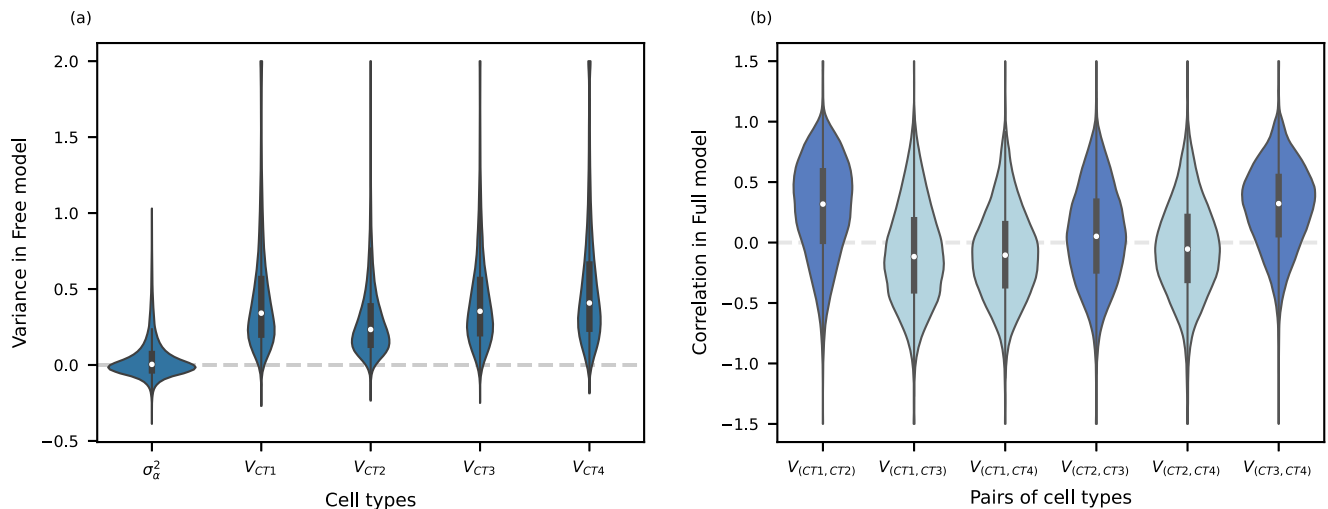 (a)
Variance in Free model
2.0
1.5
1.0
0.5
0.0
−0.5
σ²α
V_CT1
V_CT2
V_CT3
V_CT4
Cell types
(b)
Correlation in Full model
1.5
1.0
0.5
0.0
−0.5
−1.0
−1.5
V_(CT1, CT2)
V_(CT1, CT3)
V_(CT1, CT4)
V_(CT2, CT3)
V_(CT2, CT4)
V_(CT3, CT4)
Pairs of cell types